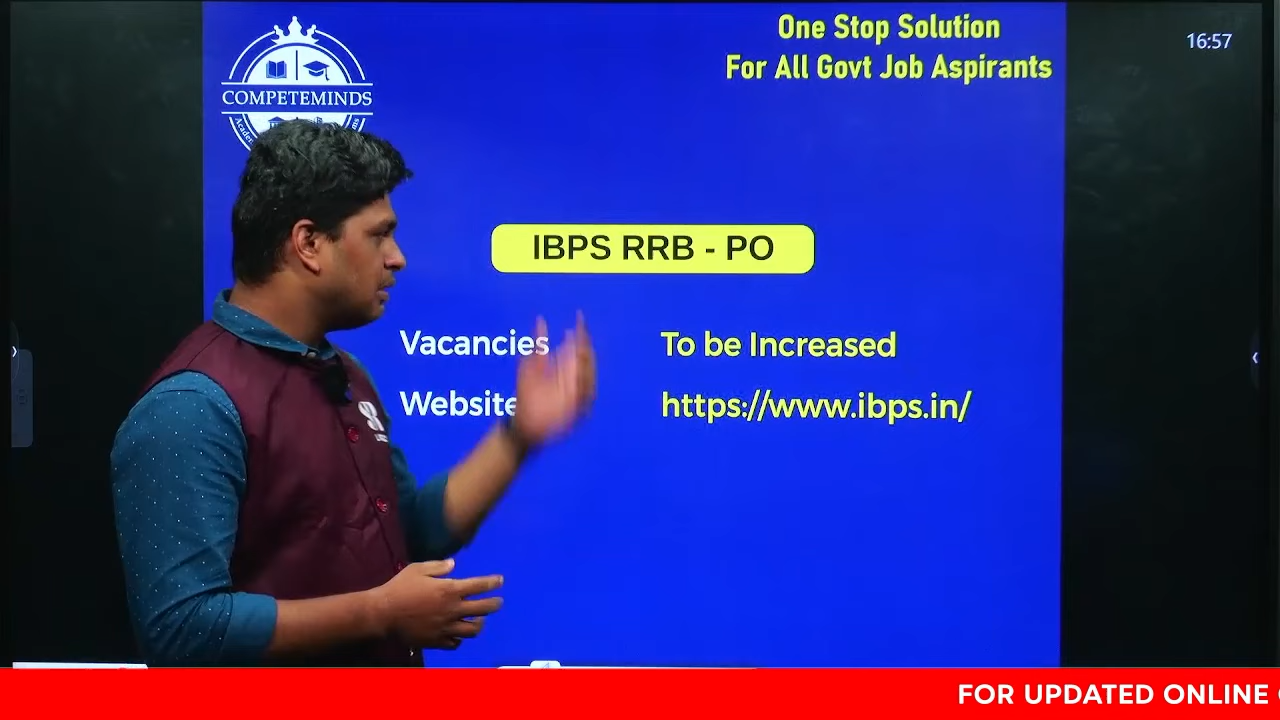 One Stop Solution
For All Govt Job Aspirants
16:57
COMPETEMINDS
IBPS RRB - PO
Vacancies To be Increased
Website https://www.ibps.in/
FOR UPDATED ONLINE